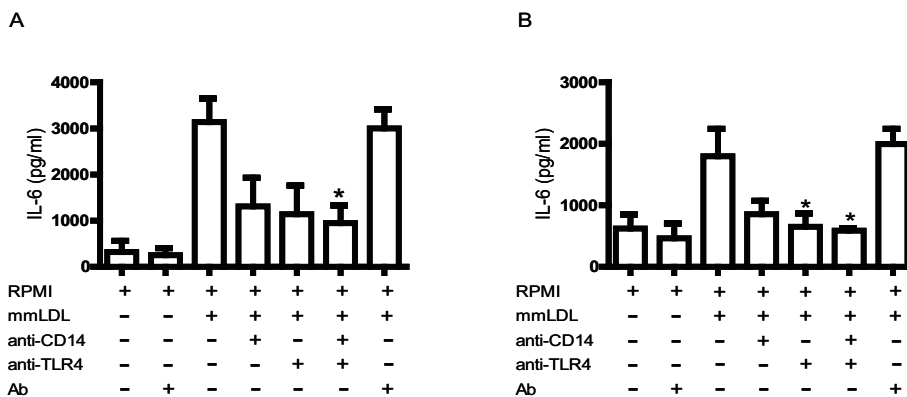 A
IL-6 (pg/ml)
4000
3000
2000
1000
0
*
RPMI + + + + + + +
mmLDL – – + + + + +
anti-CD14 – – – + – + –
anti-TLR4 – – – – + + –
Ab – + – – – – +
B
IL-6 (pg/ml)
3000
2000
1000
0
* *
RPMI + + + + + + +
mmLDL – – + + + + +
anti-CD14 – – – + – + –
anti-TLR4 – – – – + + –
Ab – + – – – – +